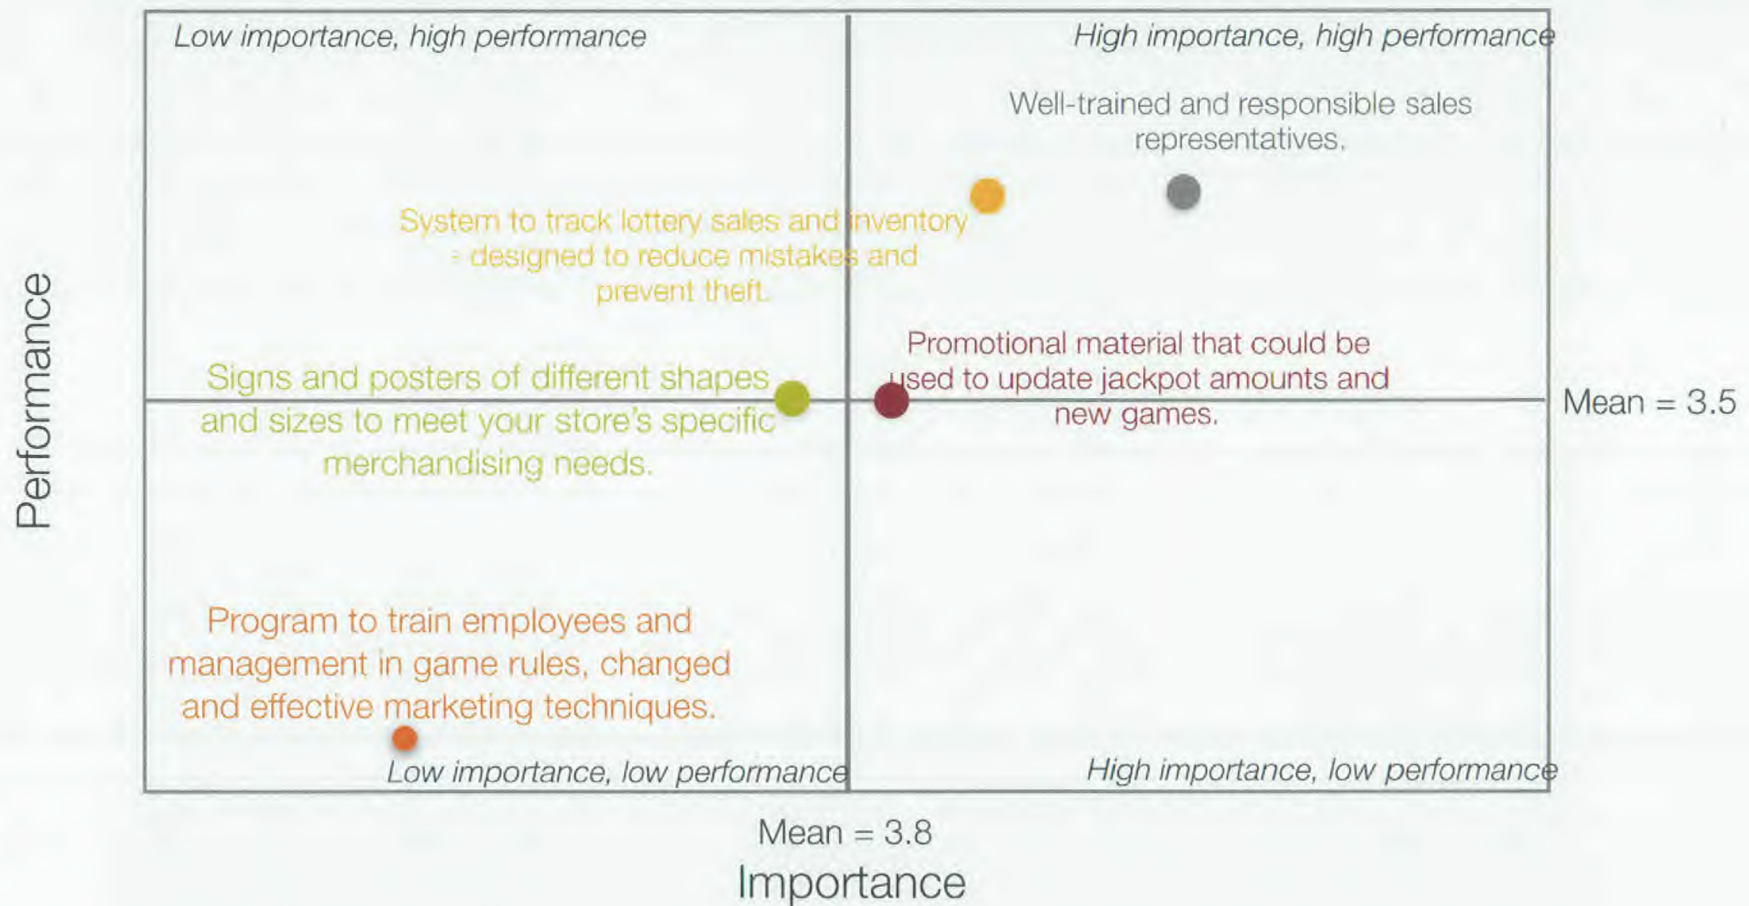 Low importance, high performance
High importance, high performance
Well-trained and responsible sales
representatives.
System to track lottery sales and inventory
- designed to reduce mistakes and
prevent theft.
Promotional material that could be
used to update jackpot amounts and
new games.
Signs and posters of different shapes
and sizes to meet your store's specific
merchandising needs.
Mean = 3.5
Performance
Program to train employees and
management in game rules, changed
and effective marketing techniques.
Low importance, low performance
High importance, low performance
Mean = 3.8
Importance